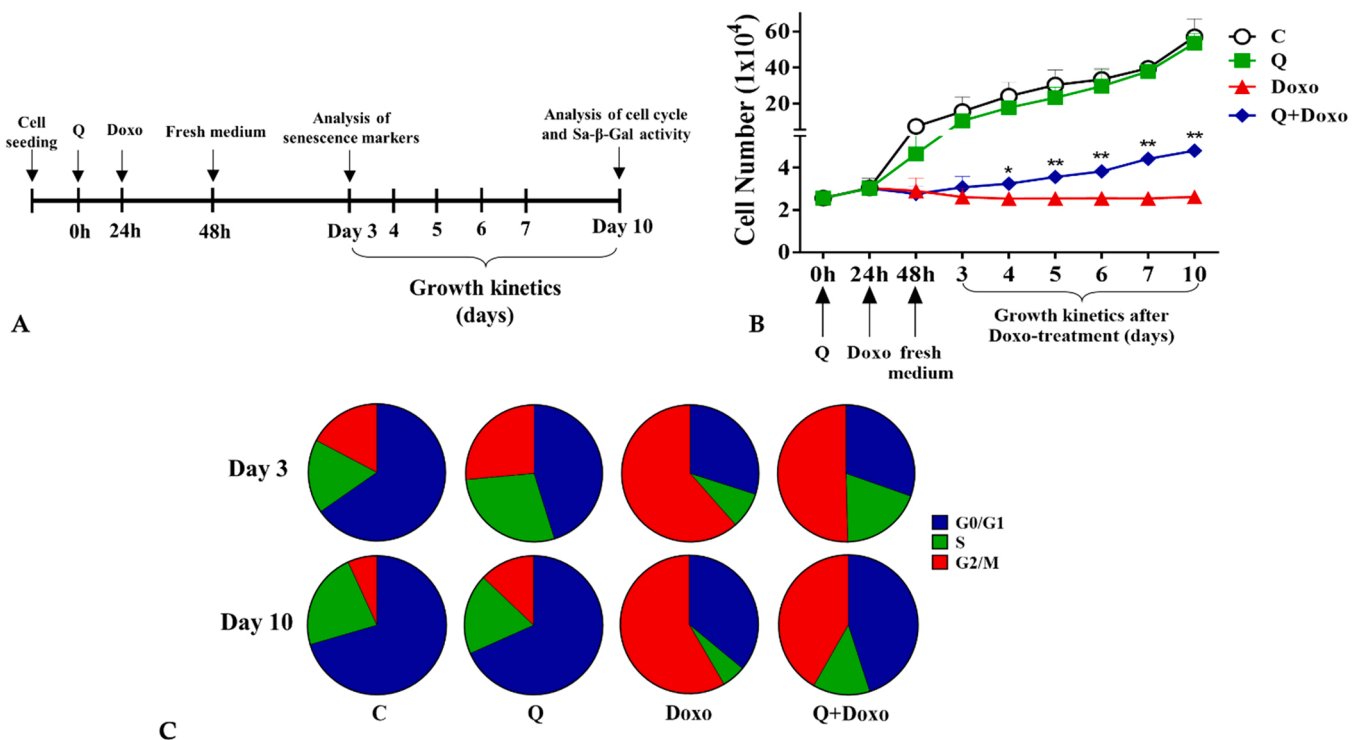 Cell
seeding
Q
Doxo
Fresh medium
Analysis of
senescence markers
Analysis of cell cycle
and Sa-β-Gal activity
0h
24h
48h
Day 3
4
5
6
7
Day 10
Growth kinetics
(days)
A
Cell Number (1x10⁴)
60
40
20
4
2
0
*
**
**
**
**
C
Q
Doxo
Q+Doxo
0h
24h
48h
3
4
5
6
7
10
Q
Doxo
fresh
medium
Growth kinetics after
Doxo-treatment (days)
B
Day 3
Day 10
G0/G1
S
G2/M
C
Q
Doxo
Q+Doxo
C